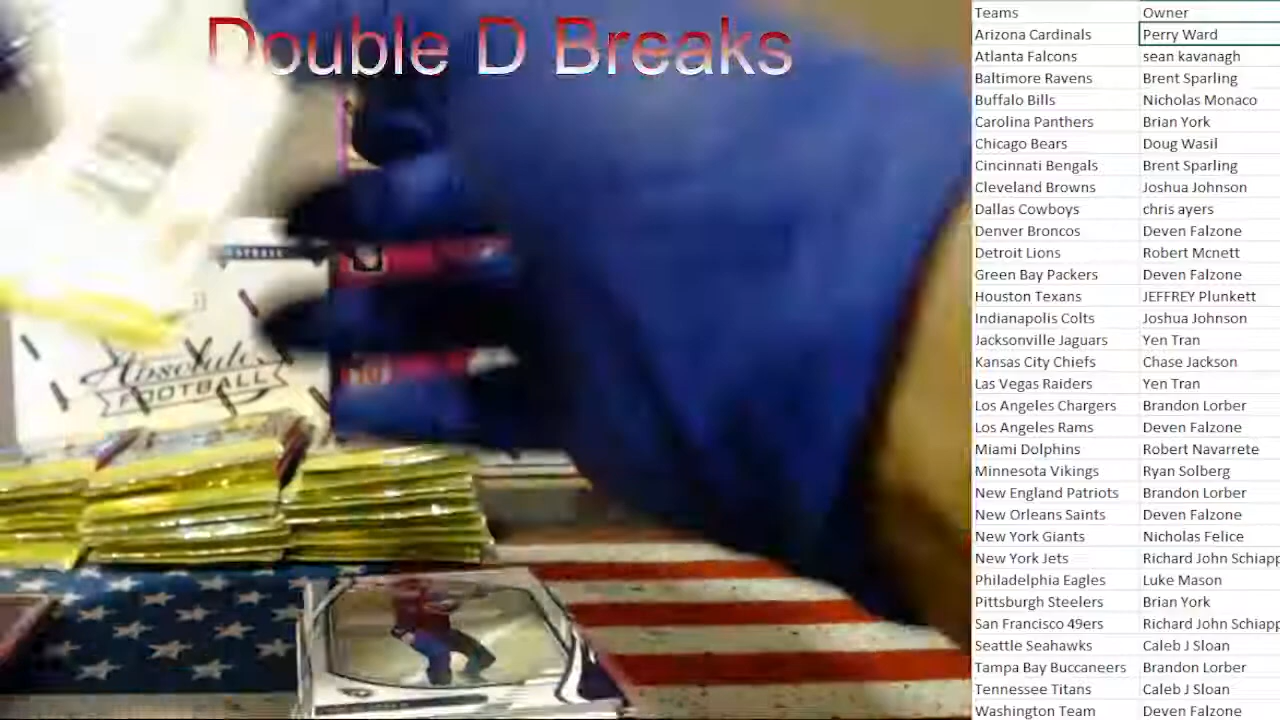 Double D Breaks
Absolute
FOOTBALL
Teams Owner
Arizona Cardinals Perry Ward
Atlanta Falcons sean kavanagh
Baltimore Ravens Brent Sparling
Buffalo Bills Nicholas Monaco
Carolina Panthers Brian York
Chicago Bears Doug Wasil
Cincinnati Bengals Brent Sparling
Cleveland Browns Joshua Johnson
Dallas Cowboys chris ayers
Denver Broncos Deven Falzone
Detroit Lions Robert Mcnett
Green Bay Packers Deven Falzone
Houston Texans JEFFREY Plunkett
Indianapolis Colts Joshua Johnson
Jacksonville Jaguars Yen Tran
Kansas City Chiefs Chase Jackson
Las Vegas Raiders Yen Tran
Los Angeles Chargers Brandon Lorber
Los Angeles Rams Deven Falzone
Miami Dolphins Robert Navarrete
Minnesota Vikings Ryan Solberg
New England Patriots Brandon Lorber
New Orleans Saints Deven Falzone
New York Giants Nicholas Felice
New York Jets Richard John Schiapp
Philadelphia Eagles Luke Mason
Pittsburgh Steelers Brian York
San Francisco 49ers Richard John Schiapp
Seattle Seahawks Caleb J Sloan
Tampa Bay Buccaneers Brandon Lorber
Tennessee Titans Caleb J Sloan
Washington Team Deven Falzone